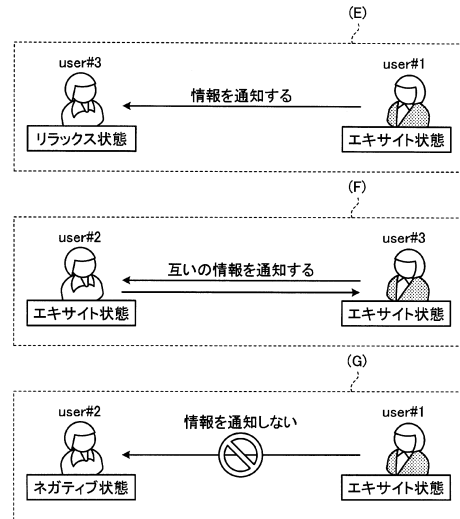 (E)
user#3
user#1
情報を通知する
リラックス状態
エキサイト状態
(F)
user#2
user#3
互いの情報を通知する
エキサイト状態
エキサイト状態
(G)
user#2
user#1
情報を通知しない
ネガティブ状態
エキサイト状態